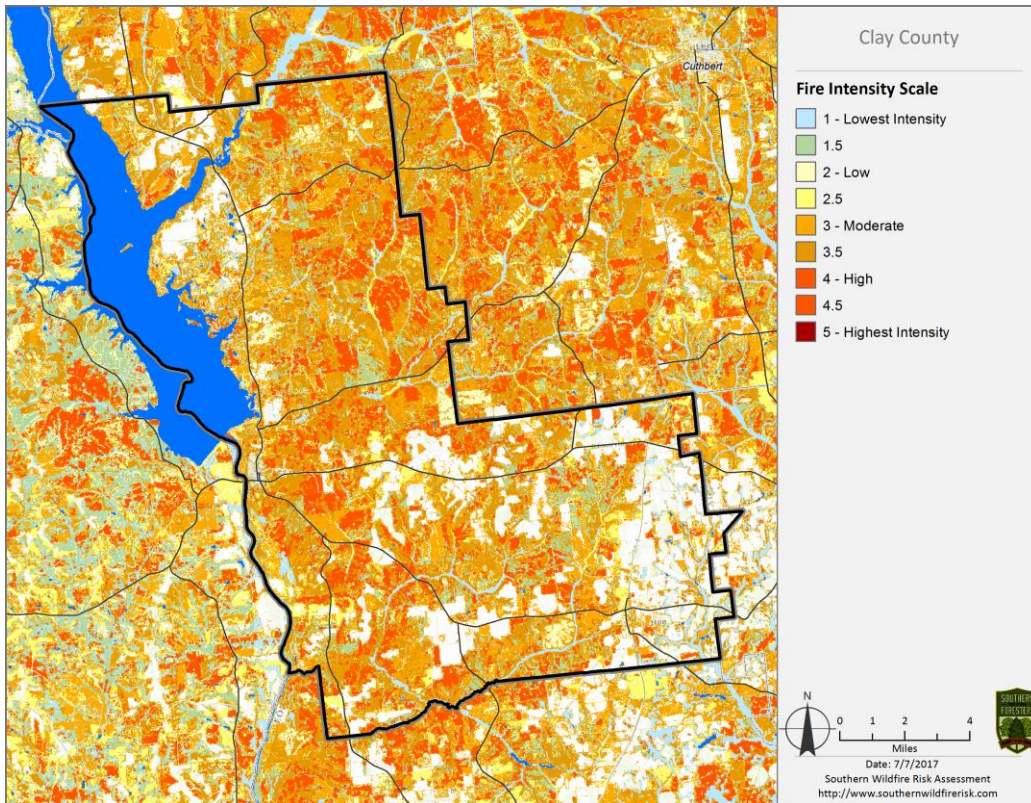 Clay County
Cuthbert
Fire Intensity Scale
1 - Lowest Intensity
1.5
2 - Low
2.5
3 - Moderate
3.5
4 - High
4.5
5 - Highest Intensity
N
0 1 2 4
Miles
Date: 7/7/2017
Southern Wildfire Risk Assessment
http://www.southernwildfirerisk.com
SOUTHERN
FORESTERS